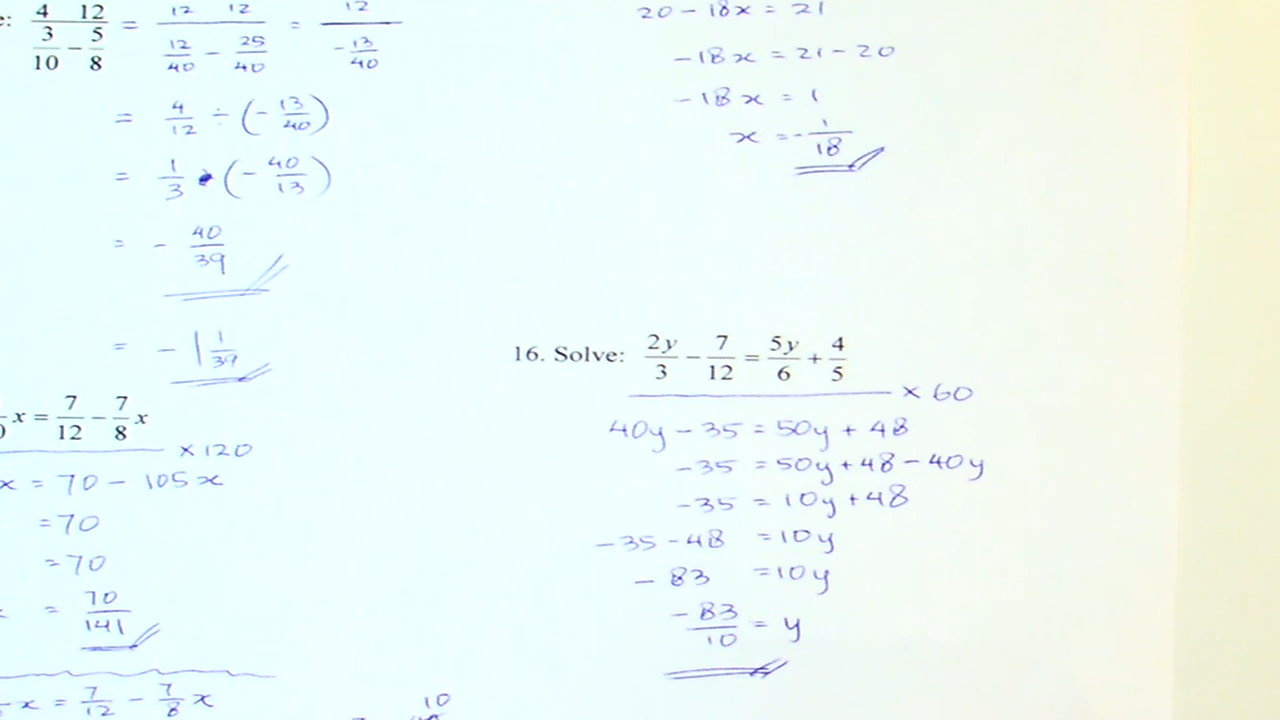 e: 4 12 / 3/10 − 5/8 = 12 12 / 12/40 − 25/40 = 12 / −13/40
= 4/12 ÷ (−13/40)
= 1/3 • (−40/13)
= − 40/39
= − 1 1/39
x = 7/12 − 7/8 x
× 120
x = 70 − 105x
= 70
= 70
= 70/141
x = 7/12 − 7/8 x
10
20 − 18x = 21
−18x = 21 − 20
−18x = 1
x = −1/18
16. Solve: 2y/3 − 7/12 = 5y/6 + 4/5
× 60
40y − 35 = 50y + 48
−35 = 50y + 48 − 40y
−35 = 10y + 48
−35 − 48 = 10y
− 83 = 10y
−83/10 = y